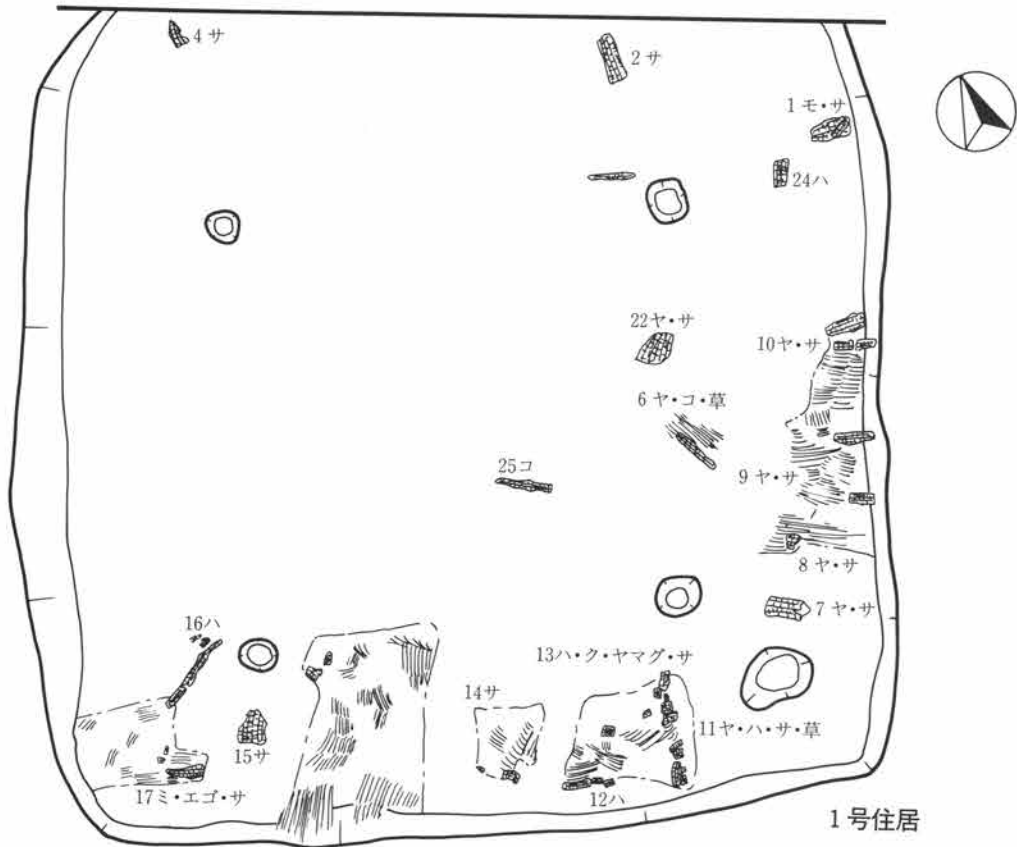 4サ
2サ
1モ・サ
24ハ
22ヤ・サ
10ヤ・サ
6ヤ・コ・草
9ヤ・サ
25コ
8ヤ・サ
7ヤ・サ
16ハ
13ハ・ク・ヤマグ・サ
14サ
11ヤ・ハ・サ・草
15サ
17ミ・エゴ・サ
12ハ
1号住居